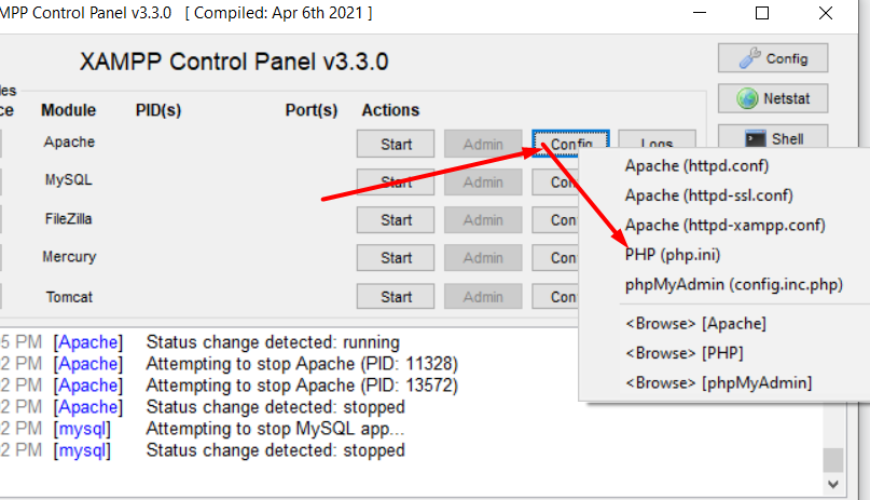 MPP Control Panel v3.3.0 [ Compiled: Apr 6th 2021 ]
XAMPP Control Panel v3.3.0
Config
Netstat
Shell
Module PID(s) Port(s) Actions
Apache Start Admin Config Logs
MySQL Start Admin Con
FileZilla Start Admin Con
Mercury Start Admin Con
Tomcat Start Admin Con
Apache (httpd.conf)
Apache (httpd-ssl.conf)
Apache (httpd-xampp.conf)
PHP (php.ini)
phpMyAdmin (config.inc.php)
<Browse> [Apache]
<Browse> [PHP]
<Browse> [phpMyAdmin]
5 PM [Apache] Status change detected: running
2 PM [Apache] Attempting to stop Apache (PID: 11328)
2 PM [Apache] Attempting to stop Apache (PID: 13572)
2 PM [Apache] Status change detected: stopped
2 PM [mysql] Attempting to stop MySQL app...
2 PM [mysql] Status change detected: stopped